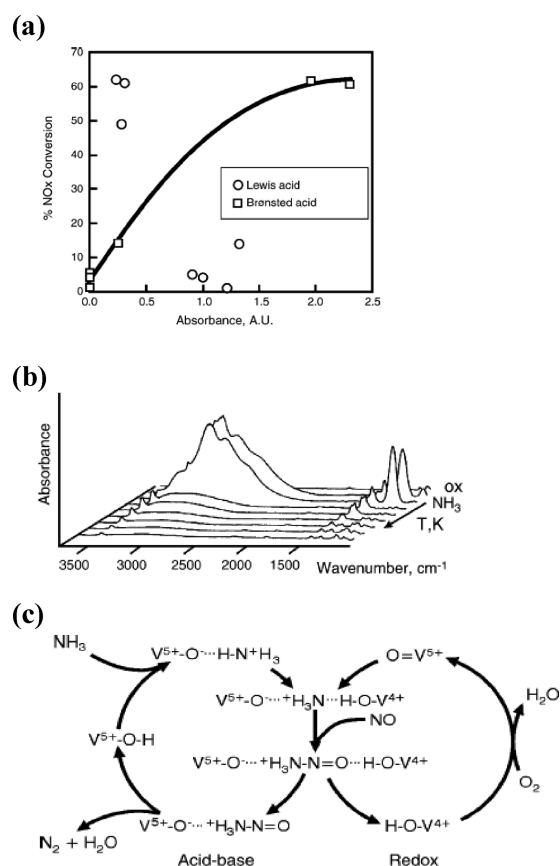 (a)
70
60
50
40
30
20
10
0
% NOx Conversion
Lewis acid
Brønsted acid
0.0 0.5 1.0 1.5 2.0 2.5
Absorbance, A.U.
(b)
Absorbance
ox
NH₃
T,K
3500 3000 2500 2000 1500 Wavenumber, cm⁻¹
(c)
NH₃ V⁵⁺-O⁻···H-N⁺H₃ O=V⁵⁺
V⁵⁺-O⁻···⁺H₃N···H-O-V⁴⁺ H₂O
NO
V⁵⁺-O-H
V⁵⁺-O⁻···⁺H₃N-N=O···H-O-V⁴⁺
O₂
V⁵⁺-O⁻···⁺H₃N-N=O H-O-V⁴⁺
N₂ + H₂O
Acid-base Redox